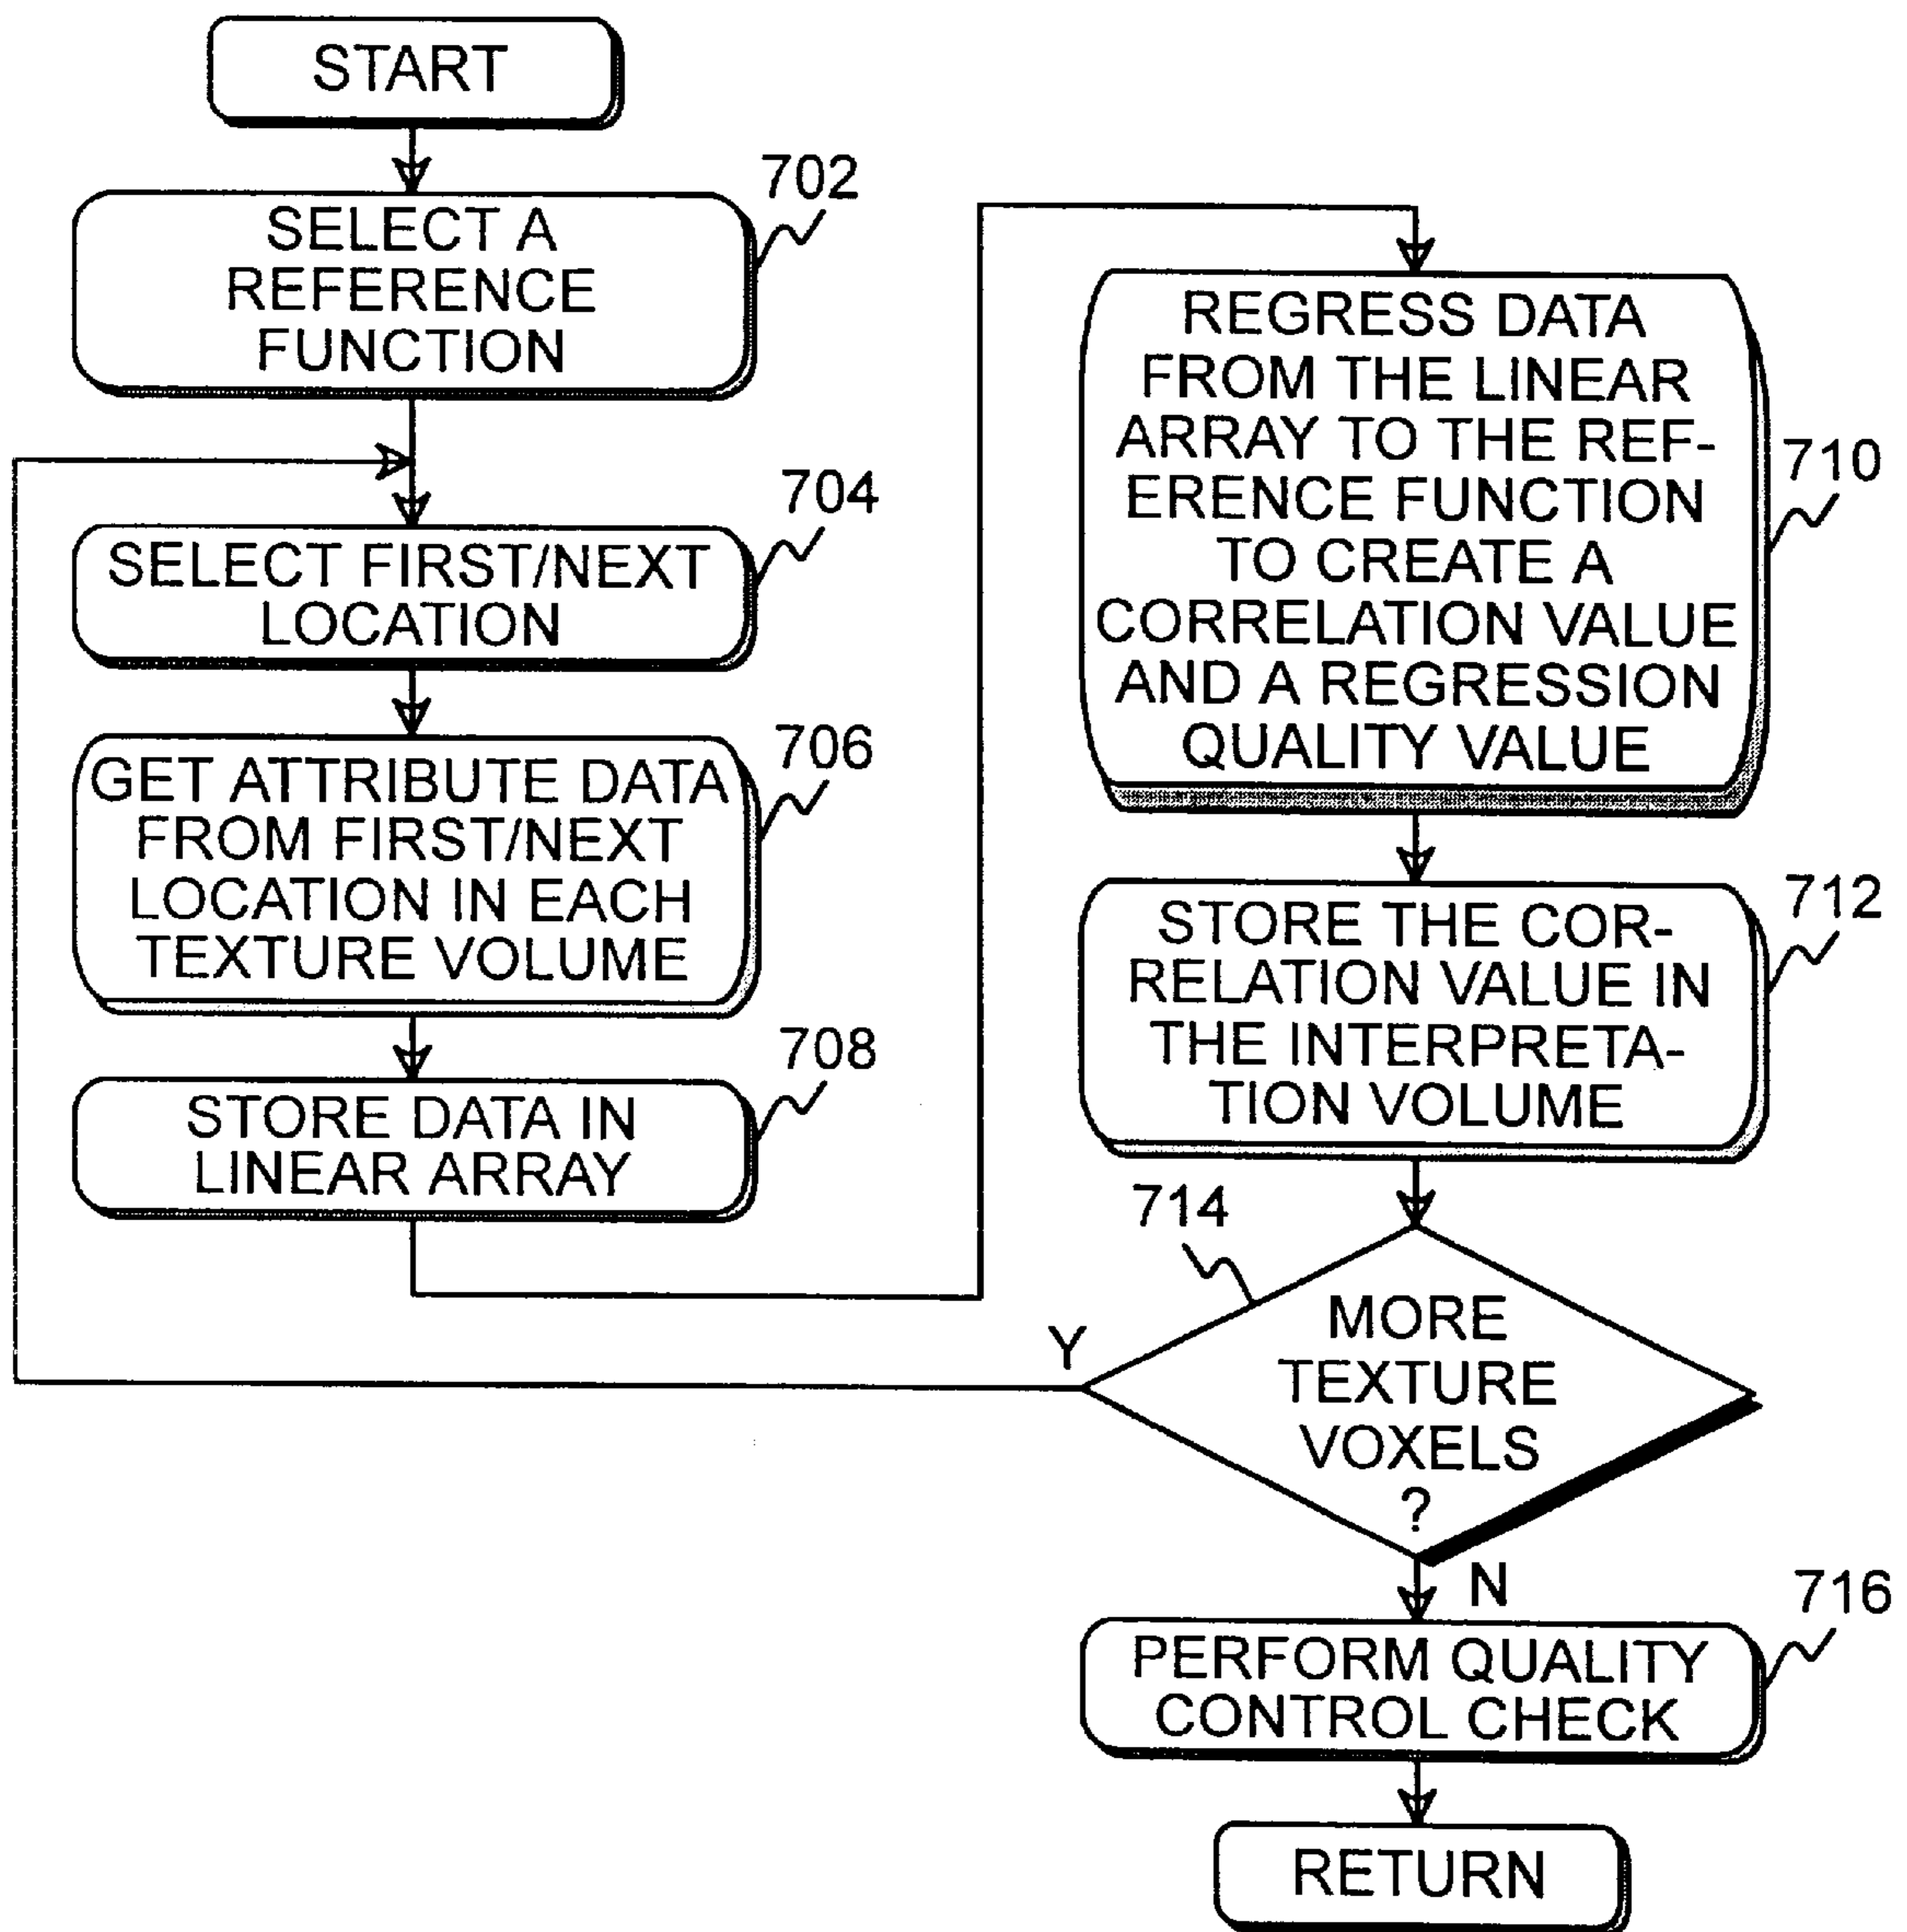 START
702
SELECT A
REFERENCE
FUNCTION
704
SELECT FIRST/NEXT
LOCATION
706
GET ATTRIBUTE DATA
FROM FIRST/NEXT
LOCATION IN EACH
TEXTURE VOLUME
708
STORE DATA IN
LINEAR ARRAY
710
REGRESS DATA
FROM THE LINEAR
ARRAY TO THE REF-
ERENCE FUNCTION
TO CREATE A
CORRELATION VALUE
AND A REGRESSION
QUALITY VALUE
712
STORE THE COR-
RELATION VALUE IN
THE INTERPRETA-
TION VOLUME
714
MORE
TEXTURE
VOXELS
?
Y
N
716
PERFORM QUALITY
CONTROL CHECK
RETURN